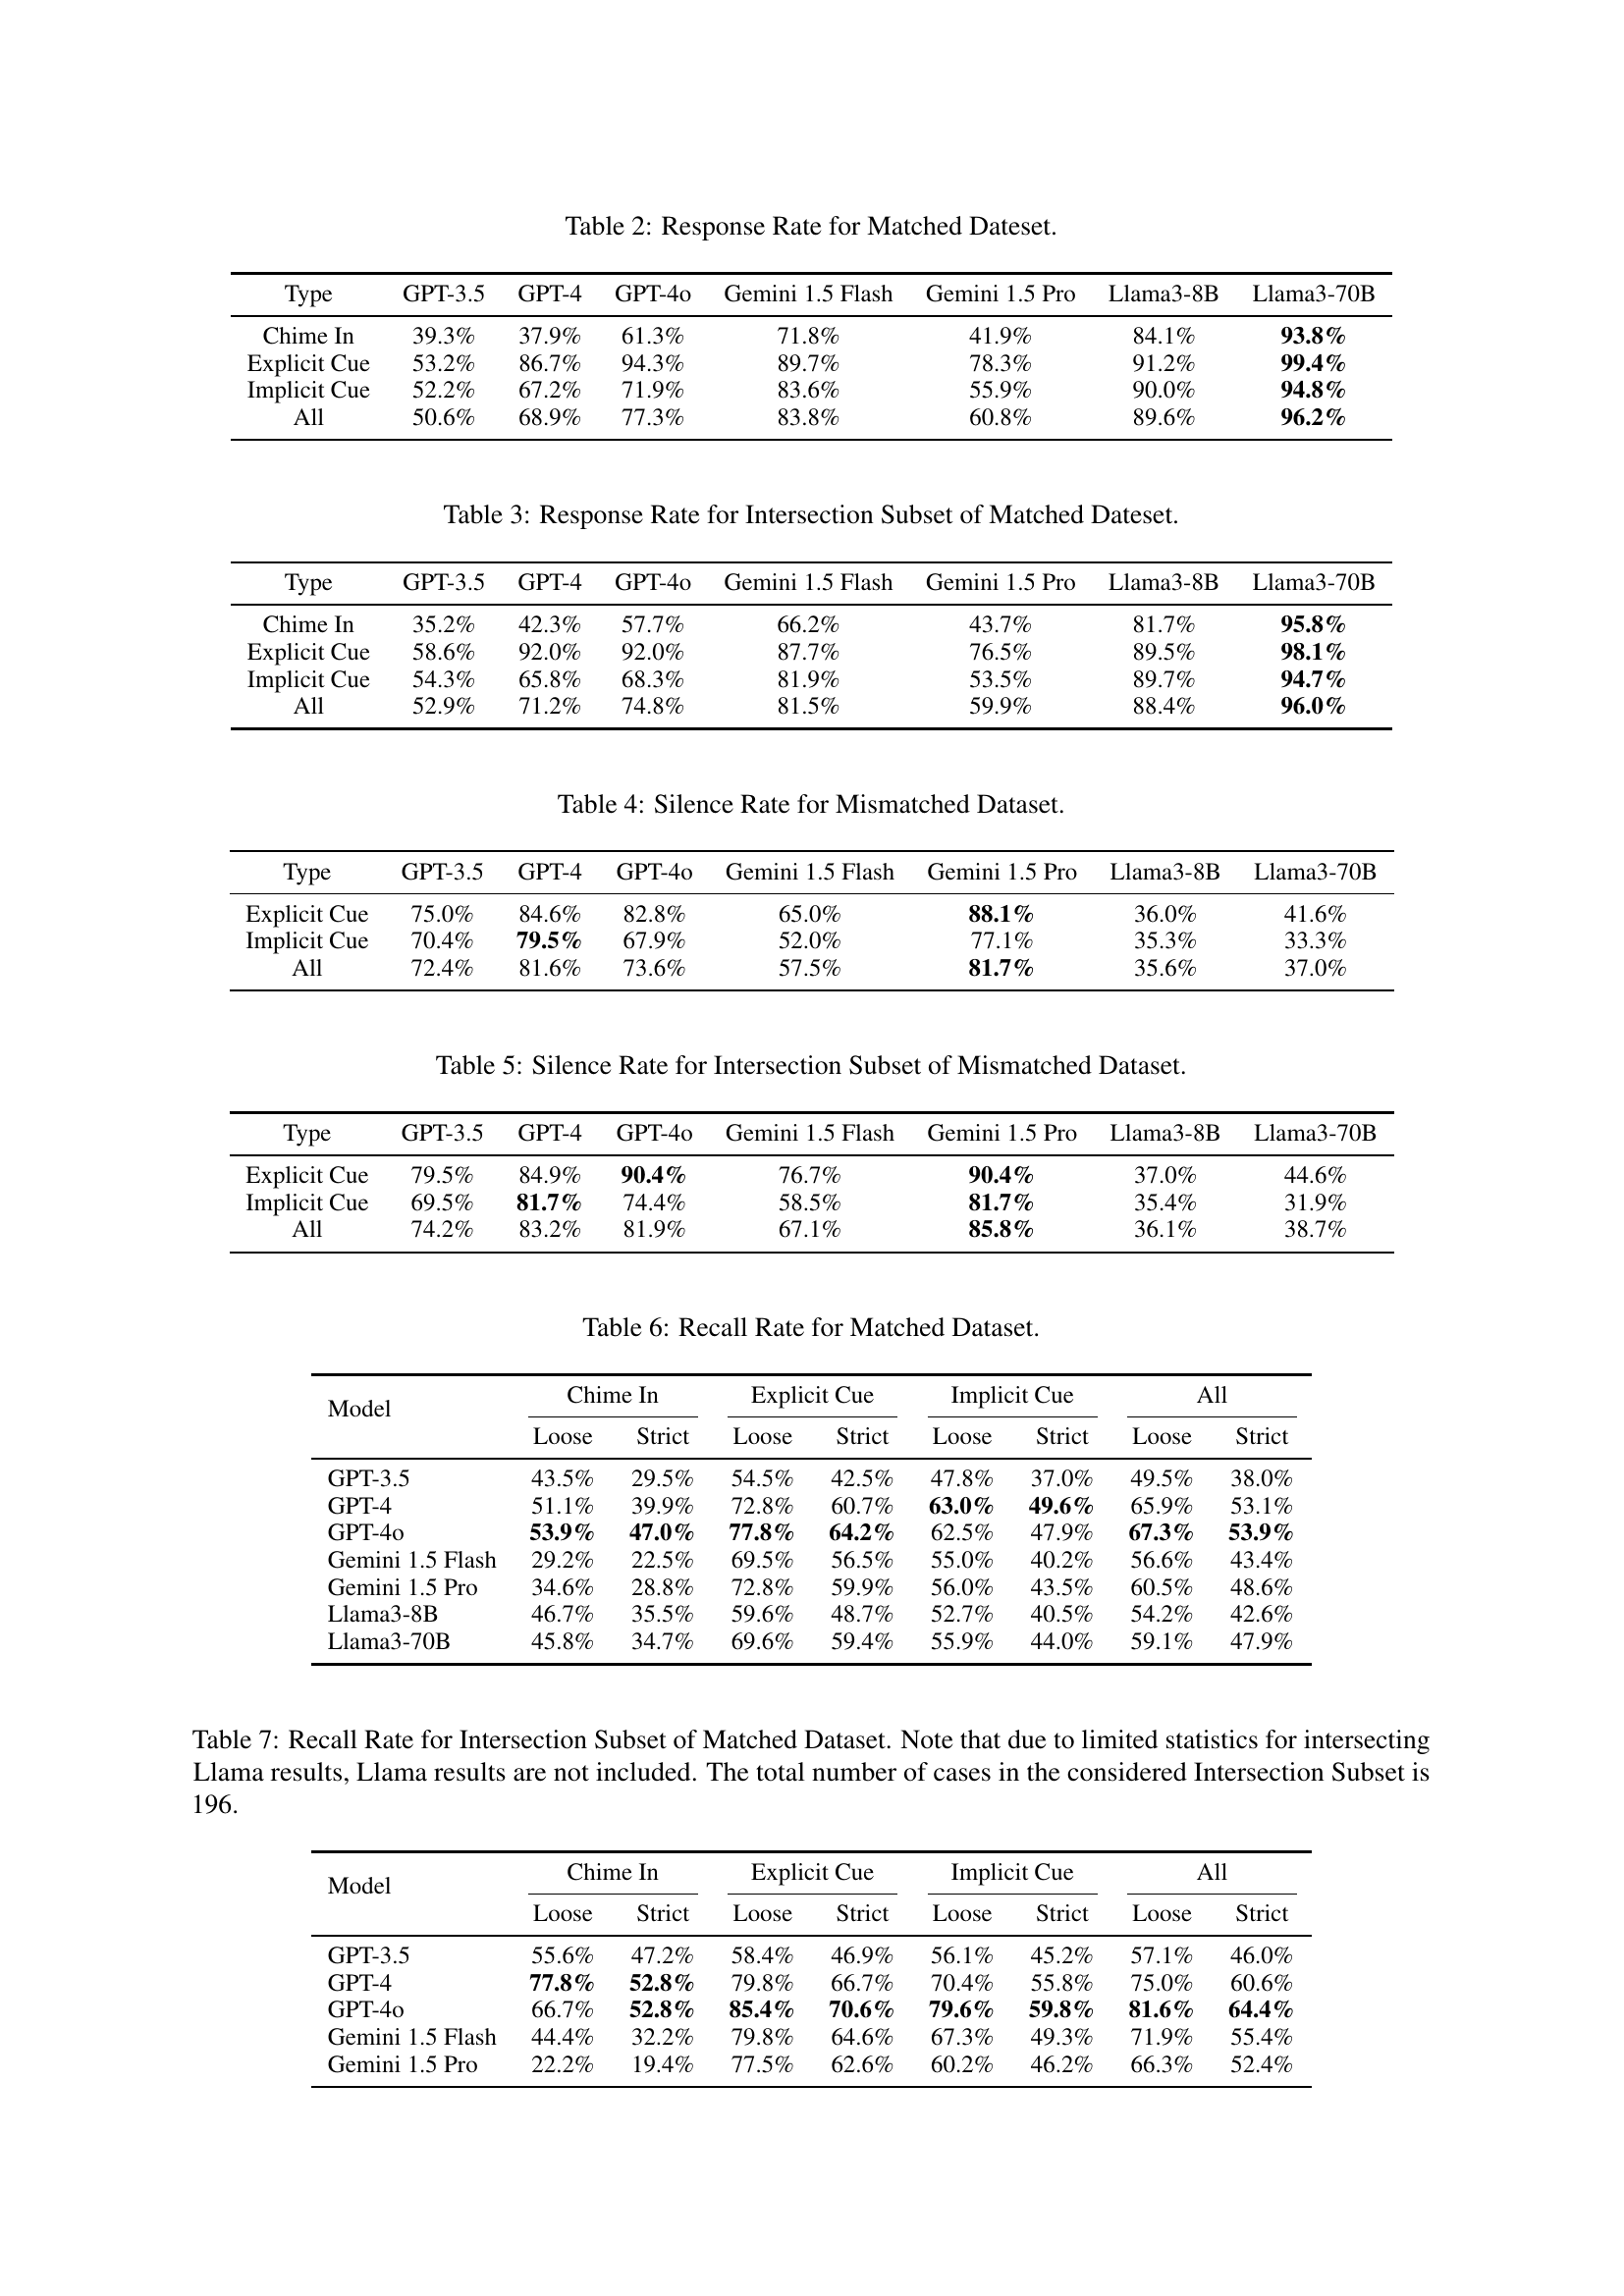 Table 2: Response Rate for Matched Dateset.
Type GPT-3.5 GPT-4 GPT-4o Gemini 1.5 Flash Gemini 1.5 Pro Llama3-8B Llama3-70B
Chime In 39.3% 37.9% 61.3% 71.8% 41.9% 84.1% 93.8%
Explicit Cue 53.2% 86.7% 94.3% 89.7% 78.3% 91.2% 99.4%
Implicit Cue 52.2% 67.2% 71.9% 83.6% 55.9% 90.0% 94.8%
All 50.6% 68.9% 77.3% 83.8% 60.8% 89.6% 96.2%
Table 3: Response Rate for Intersection Subset of Matched Dateset.
Type GPT-3.5 GPT-4 GPT-4o Gemini 1.5 Flash Gemini 1.5 Pro Llama3-8B Llama3-70B
Chime In 35.2% 42.3% 57.7% 66.2% 43.7% 81.7% 95.8%
Explicit Cue 58.6% 92.0% 92.0% 87.7% 76.5% 89.5% 98.1%
Implicit Cue 54.3% 65.8% 68.3% 81.9% 53.5% 89.7% 94.7%
All 52.9% 71.2% 74.8% 81.5% 59.9% 88.4% 96.0%
Table 4: Silence Rate for Mismatched Dataset.
Type GPT-3.5 GPT-4 GPT-4o Gemini 1.5 Flash Gemini 1.5 Pro Llama3-8B Llama3-70B
Explicit Cue 75.0% 84.6% 82.8% 65.0% 88.1% 36.0% 41.6%
Implicit Cue 70.4% 79.5% 67.9% 52.0% 77.1% 35.3% 33.3%
All 72.4% 81.6% 73.6% 57.5% 81.7% 35.6% 37.0%
Table 5: Silence Rate for Intersection Subset of Mismatched Dataset.
Type GPT-3.5 GPT-4 GPT-4o Gemini 1.5 Flash Gemini 1.5 Pro Llama3-8B Llama3-70B
Explicit Cue 79.5% 84.9% 90.4% 76.7% 90.4% 37.0% 44.6%
Implicit Cue 69.5% 81.7% 74.4% 58.5% 81.7% 35.4% 31.9%
All 74.2% 83.2% 81.9% 67.1% 85.8% 36.1% 38.7%
Table 6: Recall Rate for Matched Dataset.
Model Chime In Explicit Cue Implicit Cue All
Loose Strict Loose Strict Loose Strict Loose Strict
GPT-3.5 43.5% 29.5% 54.5% 42.5% 47.8% 37.0% 49.5% 38.0%
GPT-4 51.1% 39.9% 72.8% 60.7% 63.0% 49.6% 65.9% 53.1%
GPT-4o 53.9% 47.0% 77.8% 64.2% 62.5% 47.9% 67.3% 53.9%
Gemini 1.5 Flash 29.2% 22.5% 69.5% 56.5% 55.0% 40.2% 56.6% 43.4%
Gemini 1.5 Pro 34.6% 28.8% 72.8% 59.9% 56.0% 43.5% 60.5% 48.6%
Llama3-8B 46.7% 35.5% 59.6% 48.7% 52.7% 40.5% 54.2% 42.6%
Llama3-70B 45.8% 34.7% 69.6% 59.4% 55.9% 44.0% 59.1% 47.9%
Table 7: Recall Rate for Intersection Subset of Matched Dataset. Note that due to limited statistics for intersecting
Llama results, Llama results are not included. The total number of cases in the considered Intersection Subset is
196.
Model Chime In Explicit Cue Implicit Cue All
Loose Strict Loose Strict Loose Strict Loose Strict
GPT-3.5 55.6% 47.2% 58.4% 46.9% 56.1% 45.2% 57.1% 46.0%
GPT-4 77.8% 52.8% 79.8% 66.7% 70.4% 55.8% 75.0% 60.6%
GPT-4o 66.7% 52.8% 85.4% 70.6% 79.6% 59.8% 81.6% 64.4%
Gemini 1.5 Flash 44.4% 32.2% 79.8% 64.6% 67.3% 49.3% 71.9% 55.4%
Gemini 1.5 Pro 22.2% 19.4% 77.5% 62.6% 60.2% 46.2% 66.3% 52.4%